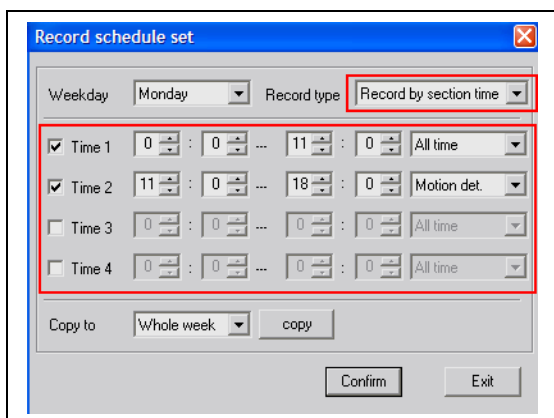 Record schedule set
Weekday Monday Record type Record by section time
Time 1 0 : 0 ... 11 : 0 All time
Time 2 11 : 0 ... 18 : 0 Motion det.
Time 3 0 : 0 ... 0 : 0 All time
Time 4 0 : 0 ... 0 : 0 All time
Copy to Whole week copy
Confirm Exit